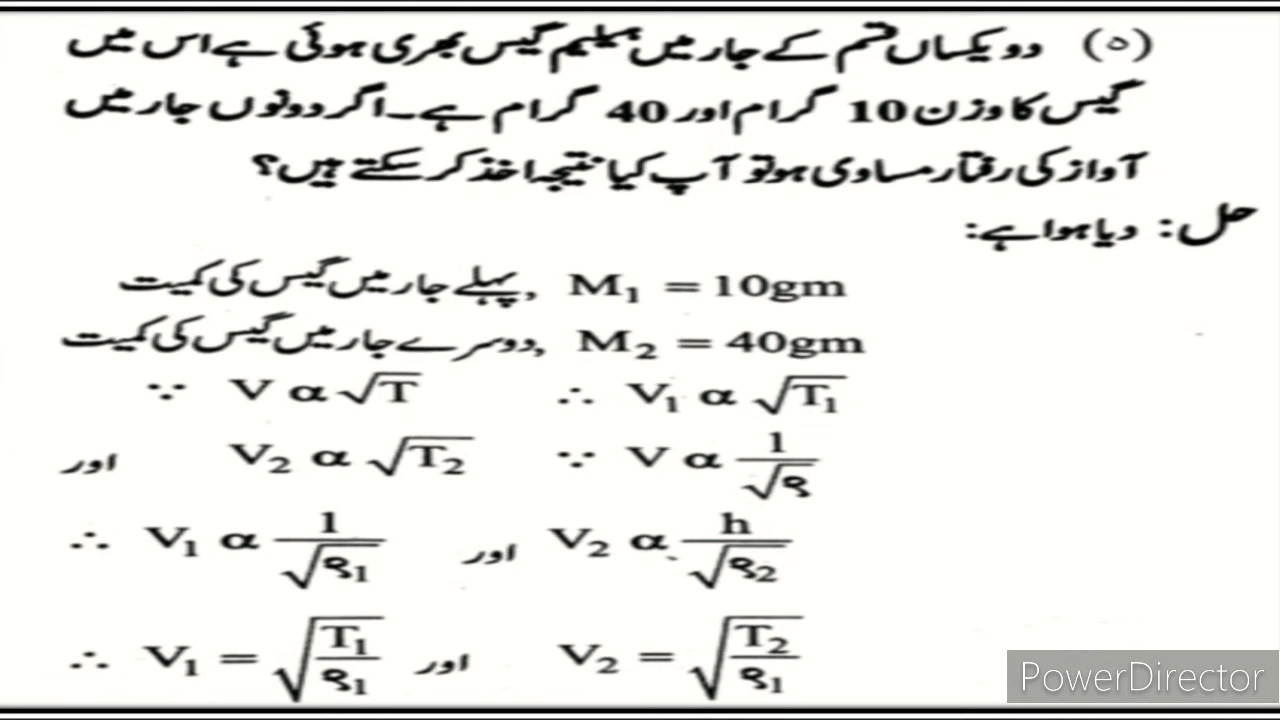 (ہ) دو یکساں قسم کے جار میں ہیلیم گیس بھری ہوئی ہے اس میں
گیس کا وزن 10 گرام اور 40 گرام ہے۔ اگر دونوں جار میں
آواز کی رفتار مساوی ہو تو آپ کیا نتیجہ اخذ کر سکتے ہیں؟
حل: دیا ہوا ہے:
پہلے جار میں گیس کی کمیت, M₁ = 10gm
دوسرے جار میں گیس کی کمیت, M₂ = 40gm
∵ V α √T ∴ V₁ α √T₁
اور V₂ α √T₂ ∵ V α 1/√ρ
∴ V₁ α 1/√ρ₁ اور V₂ α h/√ρ₂
∴ V₁ = √(T₁/ρ₁) اور V₂ = √(T₂/ρ₁)
PowerDirector